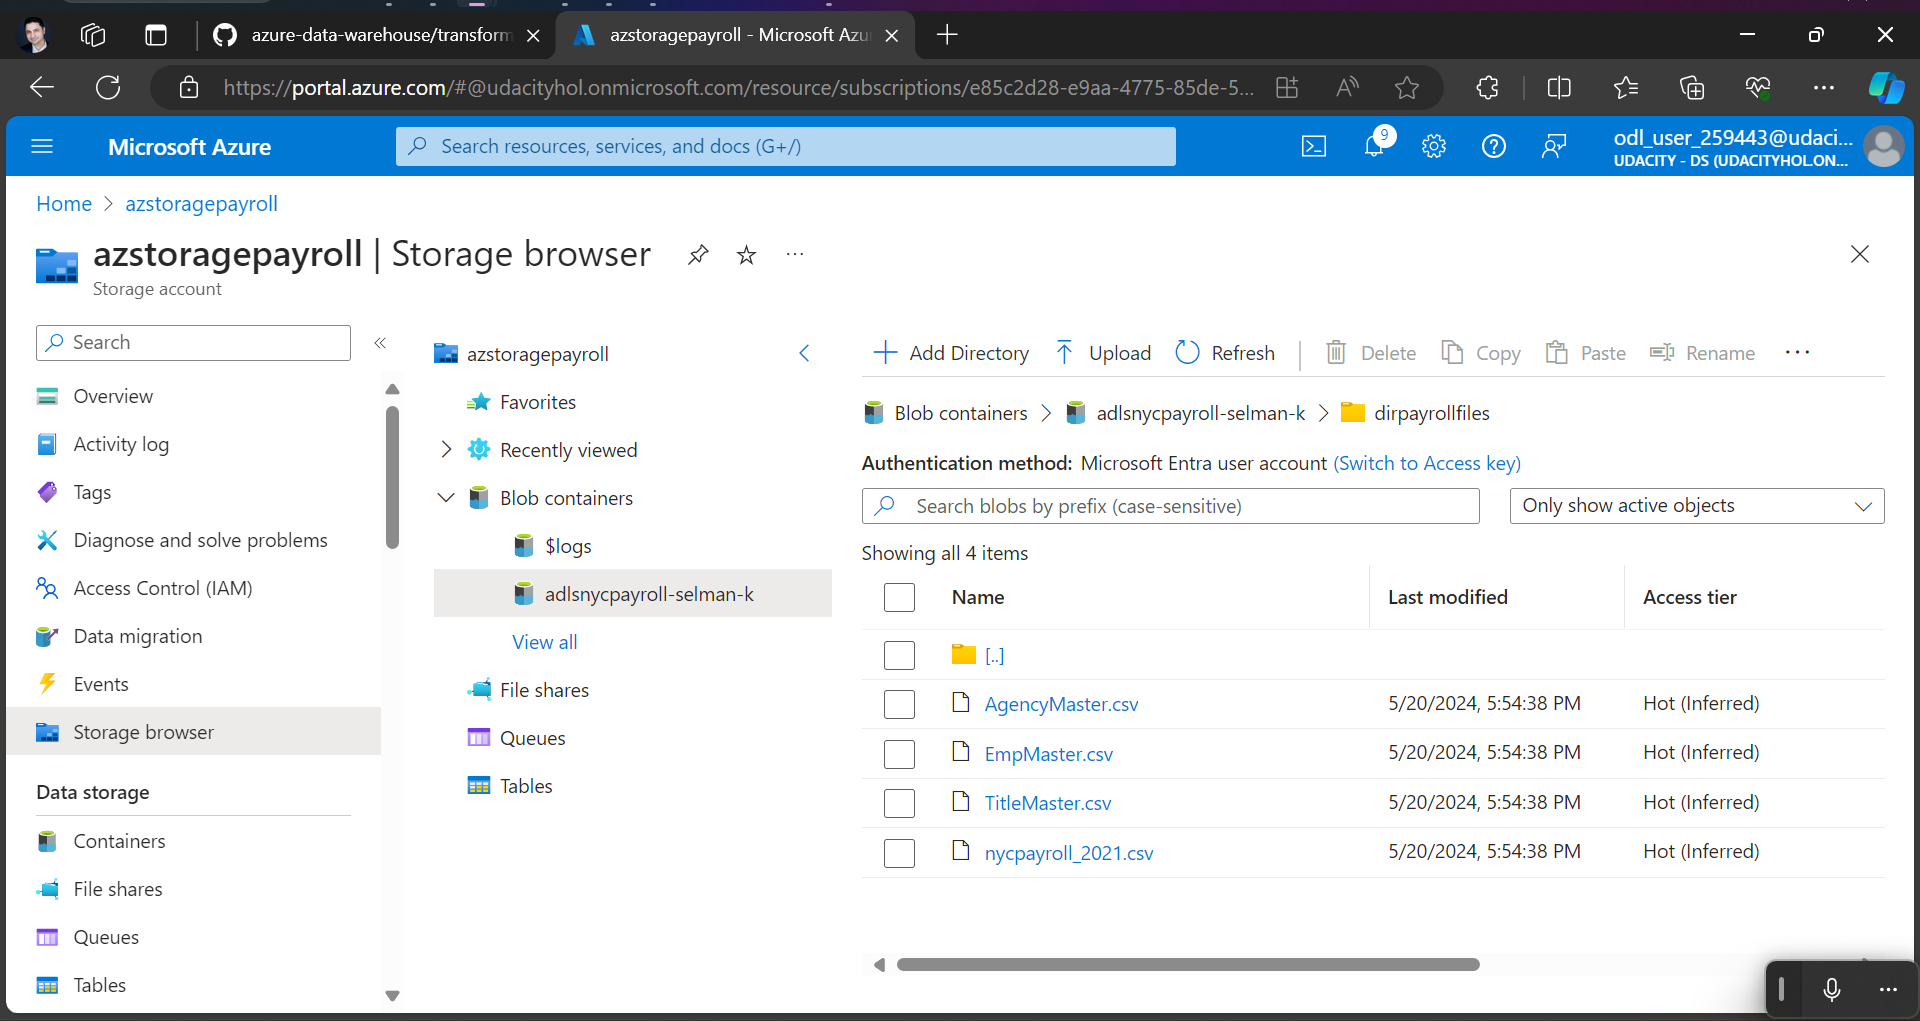 azure-data-warehouse/transform
azstoragepayroll - Microsoft Azu
https://portal.azure.com/#@udacityhol.onmicrosoft.com/resource/subscriptions/e85c2d28-e9aa-4775-85de-5...
Microsoft Azure
Search resources, services, and docs (G+/)
9
odl_user_259443@udaci...
UDACITY - DS (UDACITYHOL.ON...
Home > azstoragepayroll
azstoragepayroll | Storage browser
Storage account
Search
Overview
Activity log
Tags
Diagnose and solve problems
Access Control (IAM)
Data migration
Events
Storage browser
Data storage
Containers
File shares
Queues
Tables
azstoragepayroll
Favorites
Recently viewed
Blob containers
$logs
adlsnycpayroll-selman-k
View all
File shares
Queues
Tables
Add Directory Upload Refresh Delete Copy Paste Rename
Blob containers > adlsnycpayroll-selman-k > dirpayrollfiles
Authentication method: Microsoft Entra user account (Switch to Access key)
Search blobs by prefix (case-sensitive)
Only show active objects
Showing all 4 items
Name Last modified Access tier
[..]
AgencyMaster.csv 5/20/2024, 5:54:38 PM Hot (Inferred)
EmpMaster.csv 5/20/2024, 5:54:38 PM Hot (Inferred)
TitleMaster.csv 5/20/2024, 5:54:38 PM Hot (Inferred)
nycpayroll_2021.csv 5/20/2024, 5:54:38 PM Hot (Inferred)